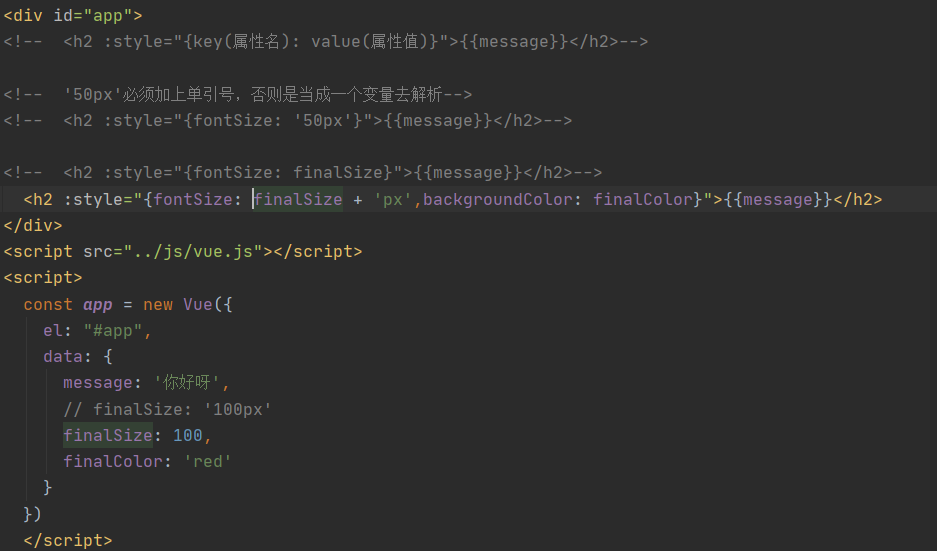 <div id="app">
<!--  <h2 :style="{key(属性名): value(属性值)}">{{message}}</h2>-->
<!--  '50px'必须加上单引号，否则是当成一个变量去解析-->
<!--  <h2 :style="{fontSize: '50px'}">{{message}}</h2>-->
<!--  <h2 :style="{fontSize: finalSize}">{{message}}</h2>-->
  <h2 :style="{fontSize: finalSize + 'px',backgroundColor: finalColor}">{{message}}</h2>
</div>
<script src="../js/vue.js"></script>
<script>
  const app = new Vue({
    el: "#app",
    data: {
      message: '你好呀',
      // finalSize: '100px'
      finalSize: 100,
      finalColor: 'red'
    }
  })
  </script>